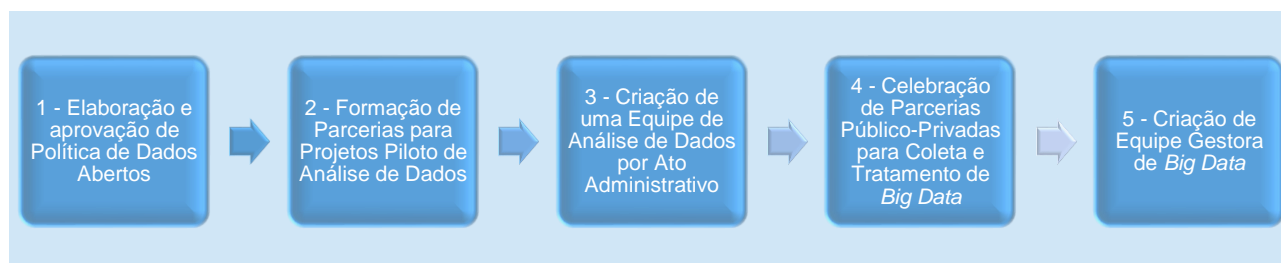 1 - Elaboração e
aprovação de
Política de Dados
Abertos
2 - Formação de
Parcerias para
Projetos Piloto de
Análise de Dados
3 - Criação de
uma Equipe de
Análise de Dados
por Ato
Administrativo
4 - Celebração
de Parcerias
Público-Privadas
para Coleta e
Tratamento de
Big Data
5 - Criação de
Equipe Gestora
de Big Data